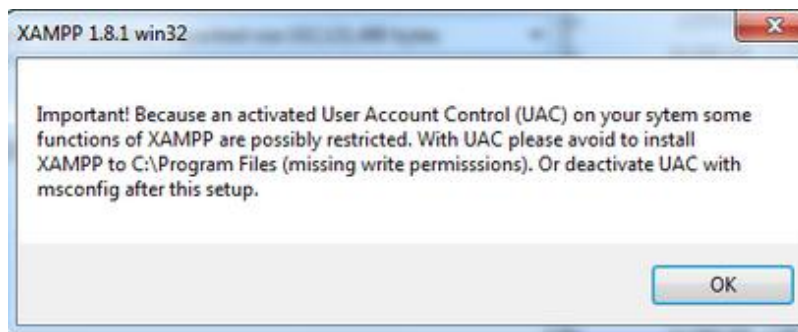 XAMPP 1.8.1 win32
Important! Because an activated User Account Control (UAC) on your sytem some
functions of XAMPP are possibly restricted. With UAC please avoid to install
XAMPP to C:\Program Files (missing write permisssions). Or deactivate UAC with
msconfig after this setup.
OK